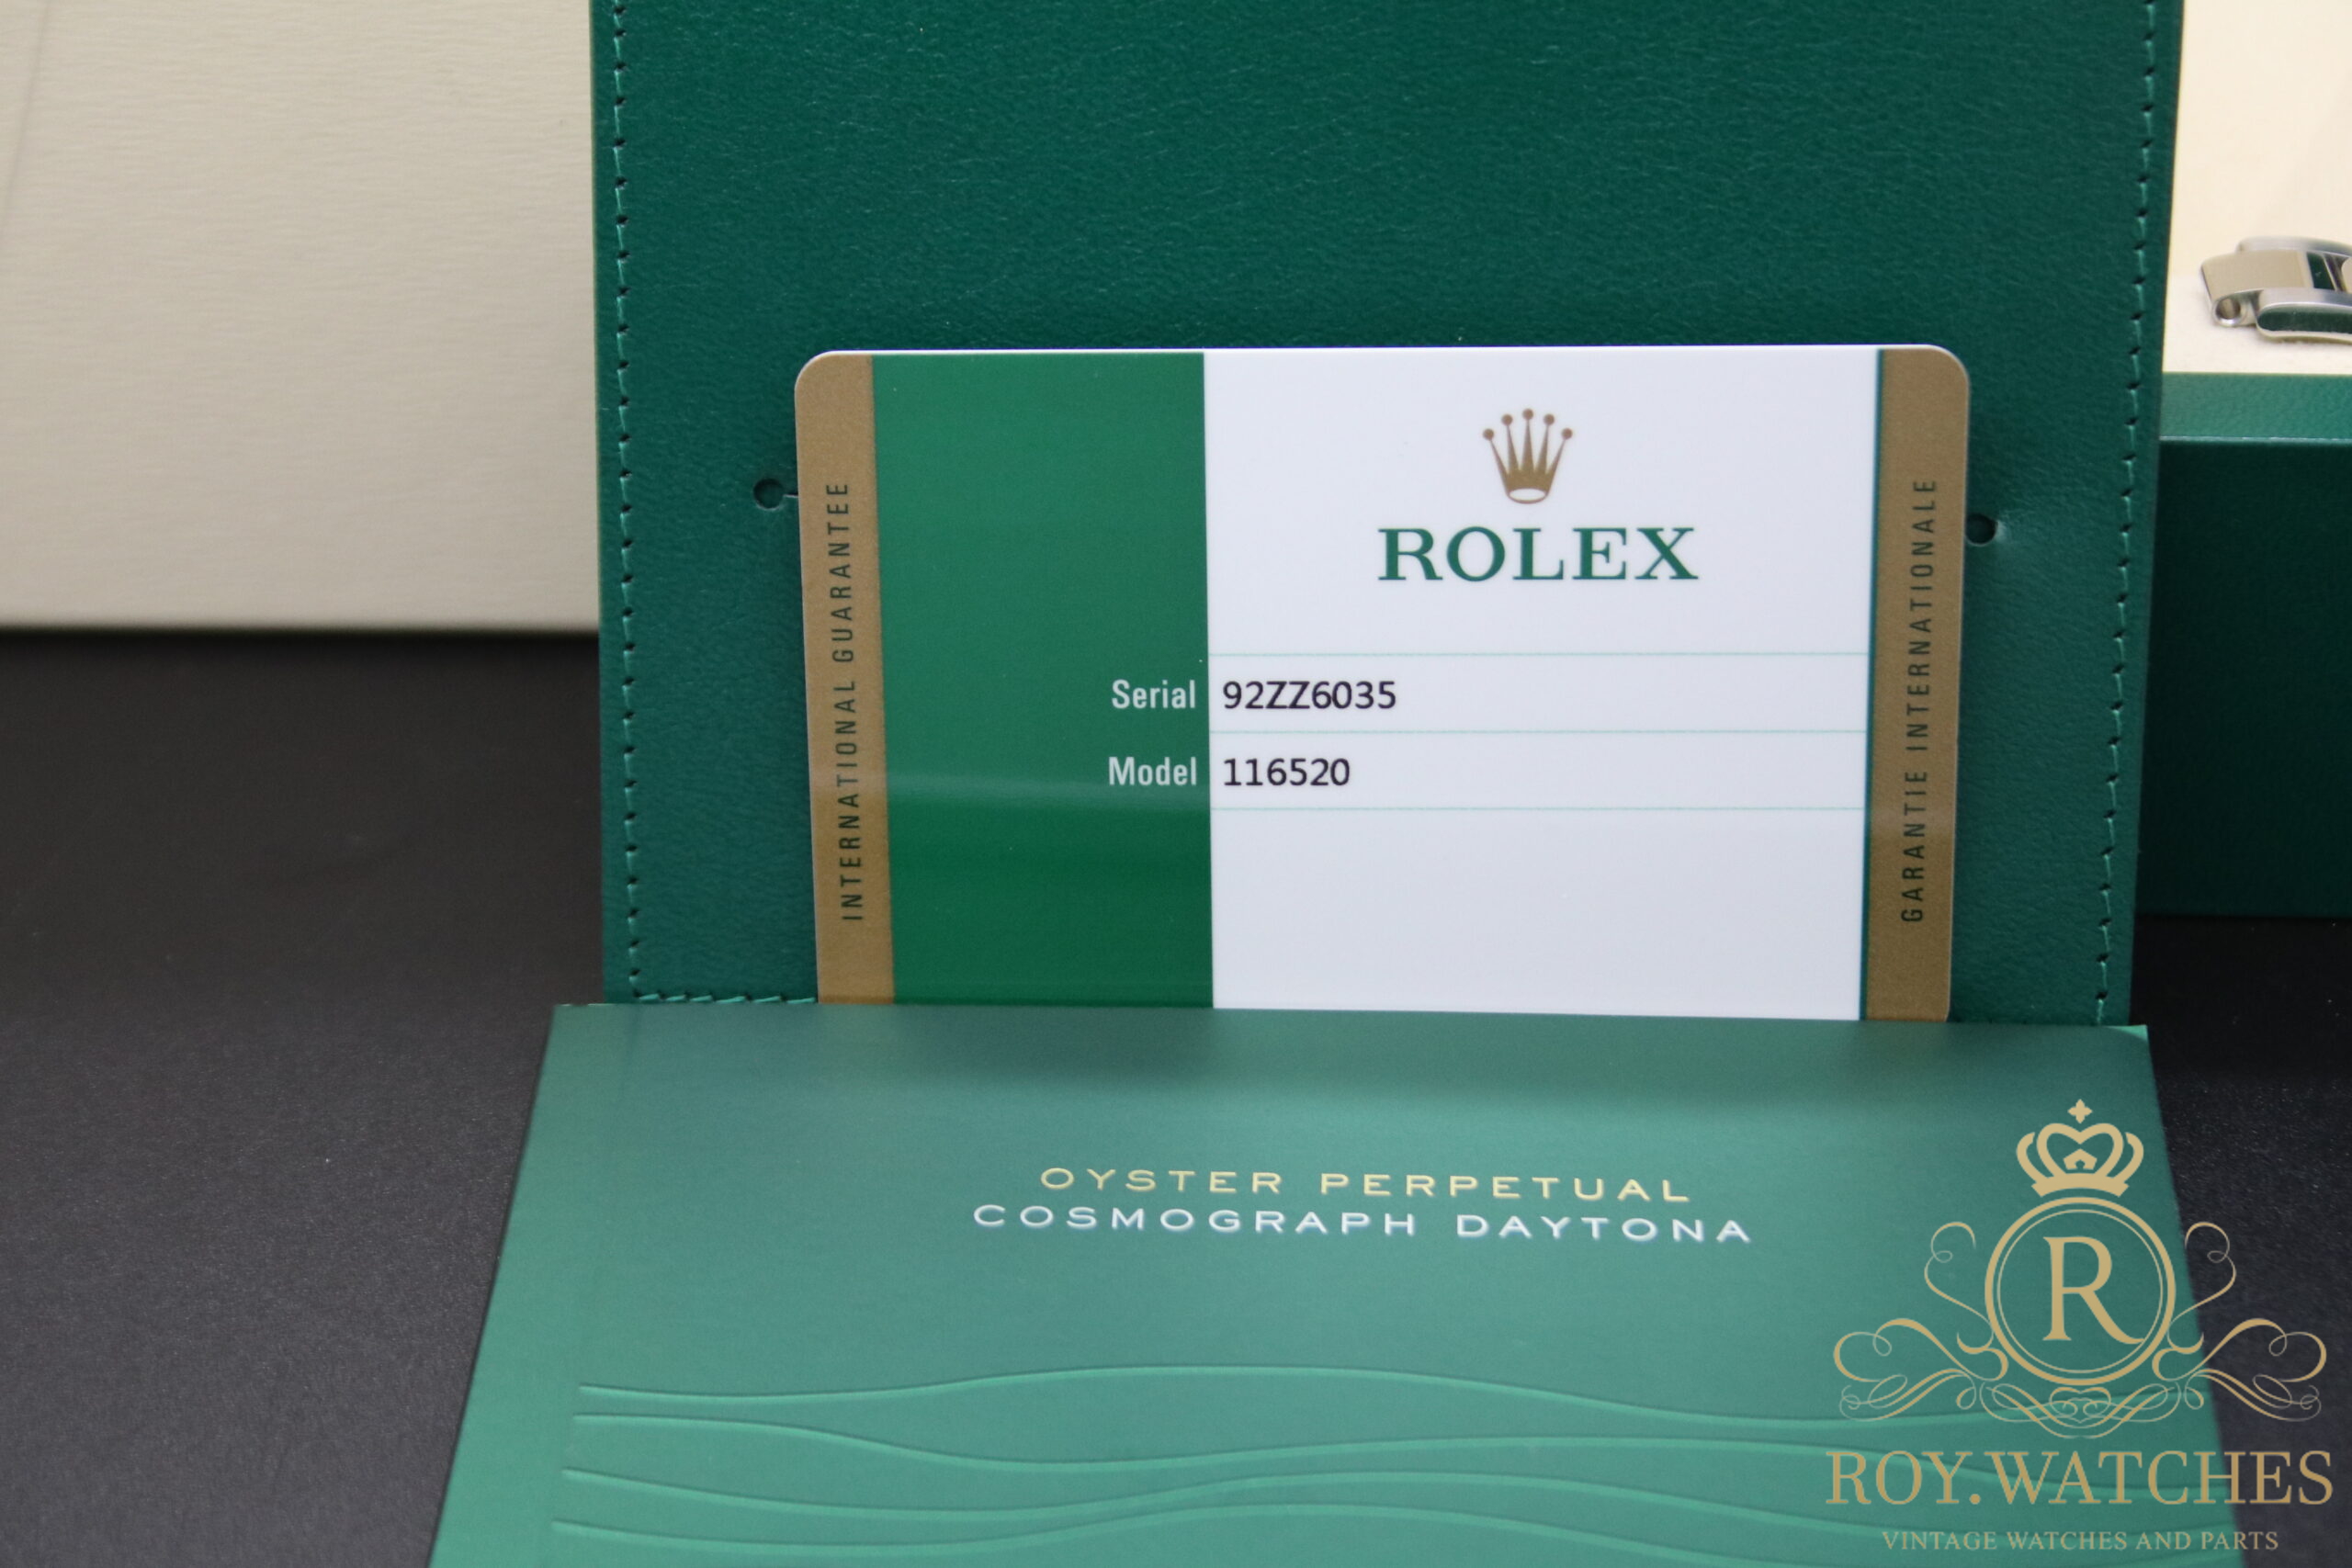 INTERNATIONAL GUARANTEE
ROLEX
Serial 92ZZ6035
Model 116520
GARANTIE INTERNATIONALE
OYSTER PERPETUAL
COSMOGRAPH DAYTONA
R
ROY.WATCHES
VINTAGE WATCHES AND PARTS